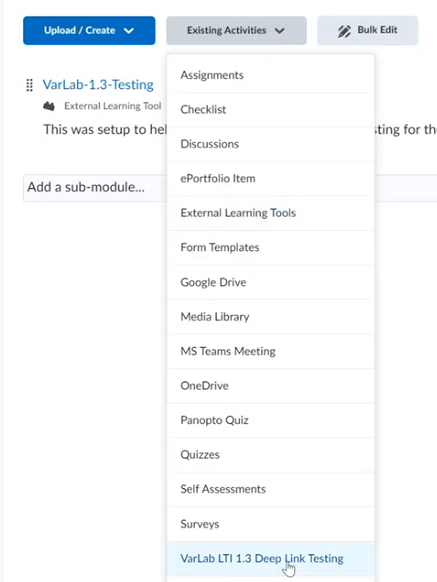 Upload / Create
Existing Activities
Bulk Edit
VarLab-1.3-Testing
External Learning Tool
This was setup to hel
sting for th
Add a sub-module...
Assignments
Checklist
Discussions
ePortfolio Item
External Learning Tools
Form Templates
Google Drive
Media Library
MS Teams Meeting
OneDrive
Panopto Quiz
Quizzes
Self Assessments
Surveys
VarLab LTI 1.3 Deep Link Testing